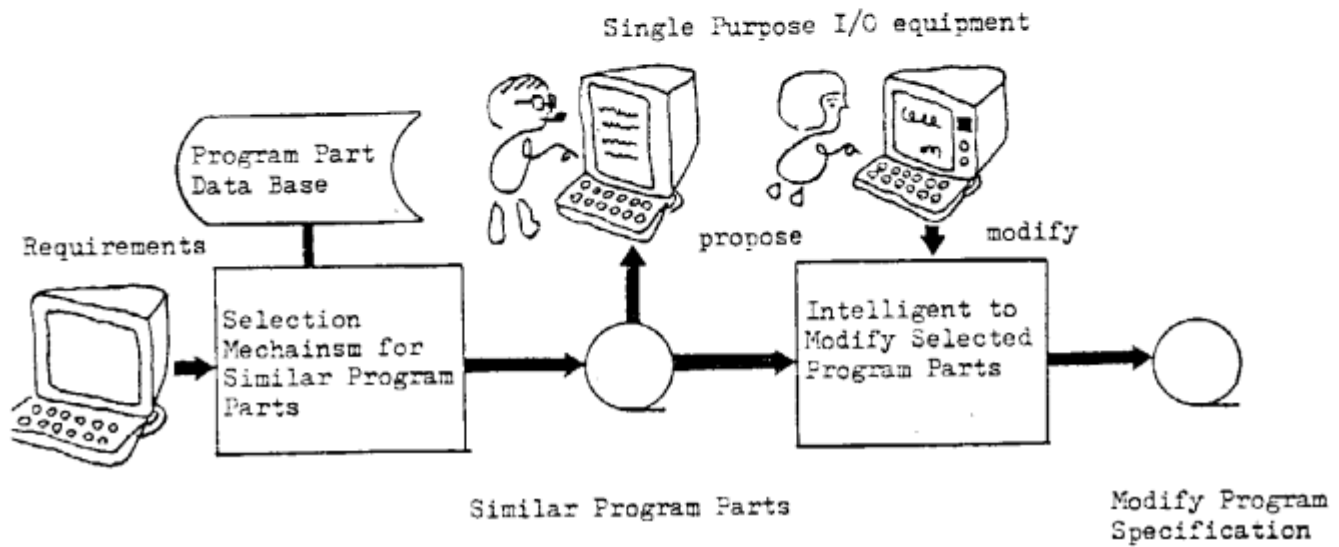 Single Purpose I/O equipment
Program Part
Data Base
Requirements
propose
modify
Selection
Mechainsm for
Similar Program
Parts
Intelligent to
Modify Selected
Program Parts
Similar Program Parts
Modify Program
Specification